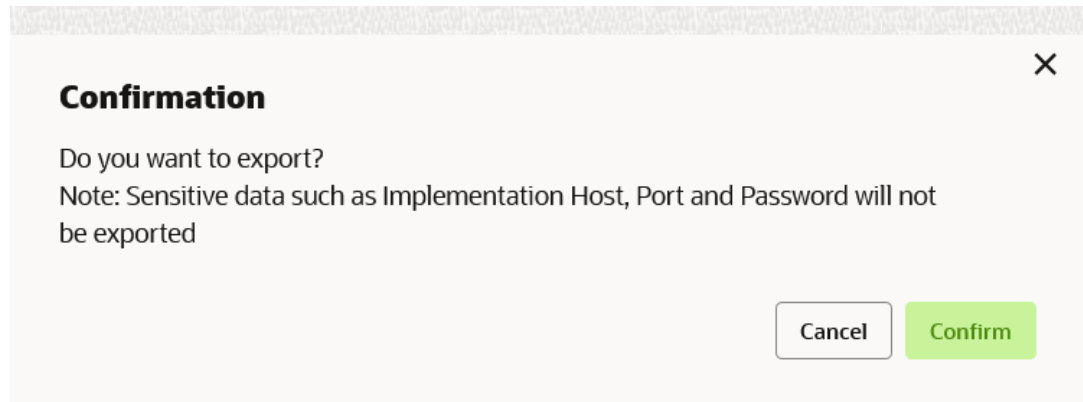 Confirmation
Do you want to export?
Note: Sensitive data such as Implementation Host, Port and Password will not
be exported
Cancel Confirm